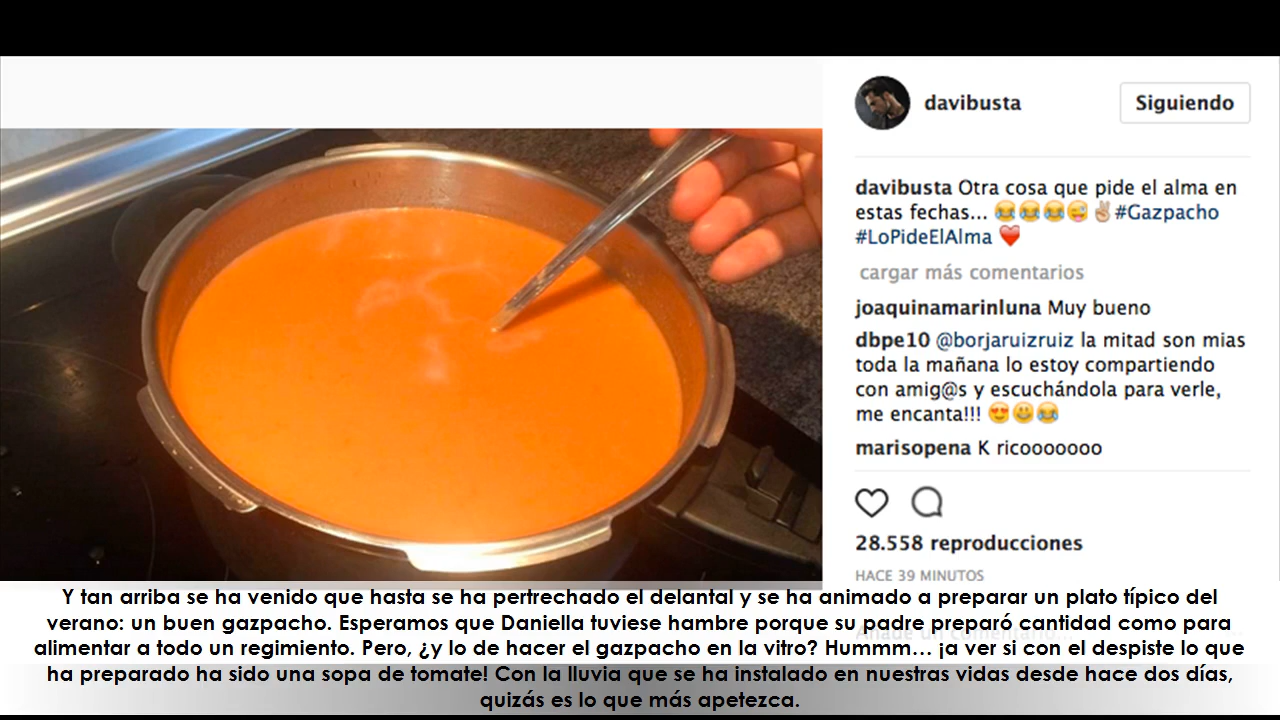 davibusta
Siguiendo
davibusta Otra cosa que pide el alma en
estas fechas... 😂😂😂😜✌🏼#Gazpacho
#LoPideElAlma ❤️
cargar más comentarios
joaquinamarinluna Muy bueno
dbpe10 @borjaruizruiz la mitad son mias
toda la mañana lo estoy compartiendo
con amig@s y escuchándola para verle,
me encanta!!! 😍😀😂
marisopena K ricooooooo
28.558 reproducciones
HACE 39 MINUTOS
Añade un comentario...
Y tan arriba se ha venido que hasta se ha pertrechado el delantal y se ha animado a preparar un plato típico del
verano: un buen gazpacho. Esperamos que Daniella tuviese hambre porque su padre preparó cantidad como para
alimentar a todo un regimiento. Pero, ¿y lo de hacer el gazpacho en la vitro? Hummm... ¡a ver si con el despiste lo que
ha preparado ha sido una sopa de tomate! Con la lluvia que se ha instalado en nuestras vidas desde hace dos días,
quizás es lo que más apetezca.